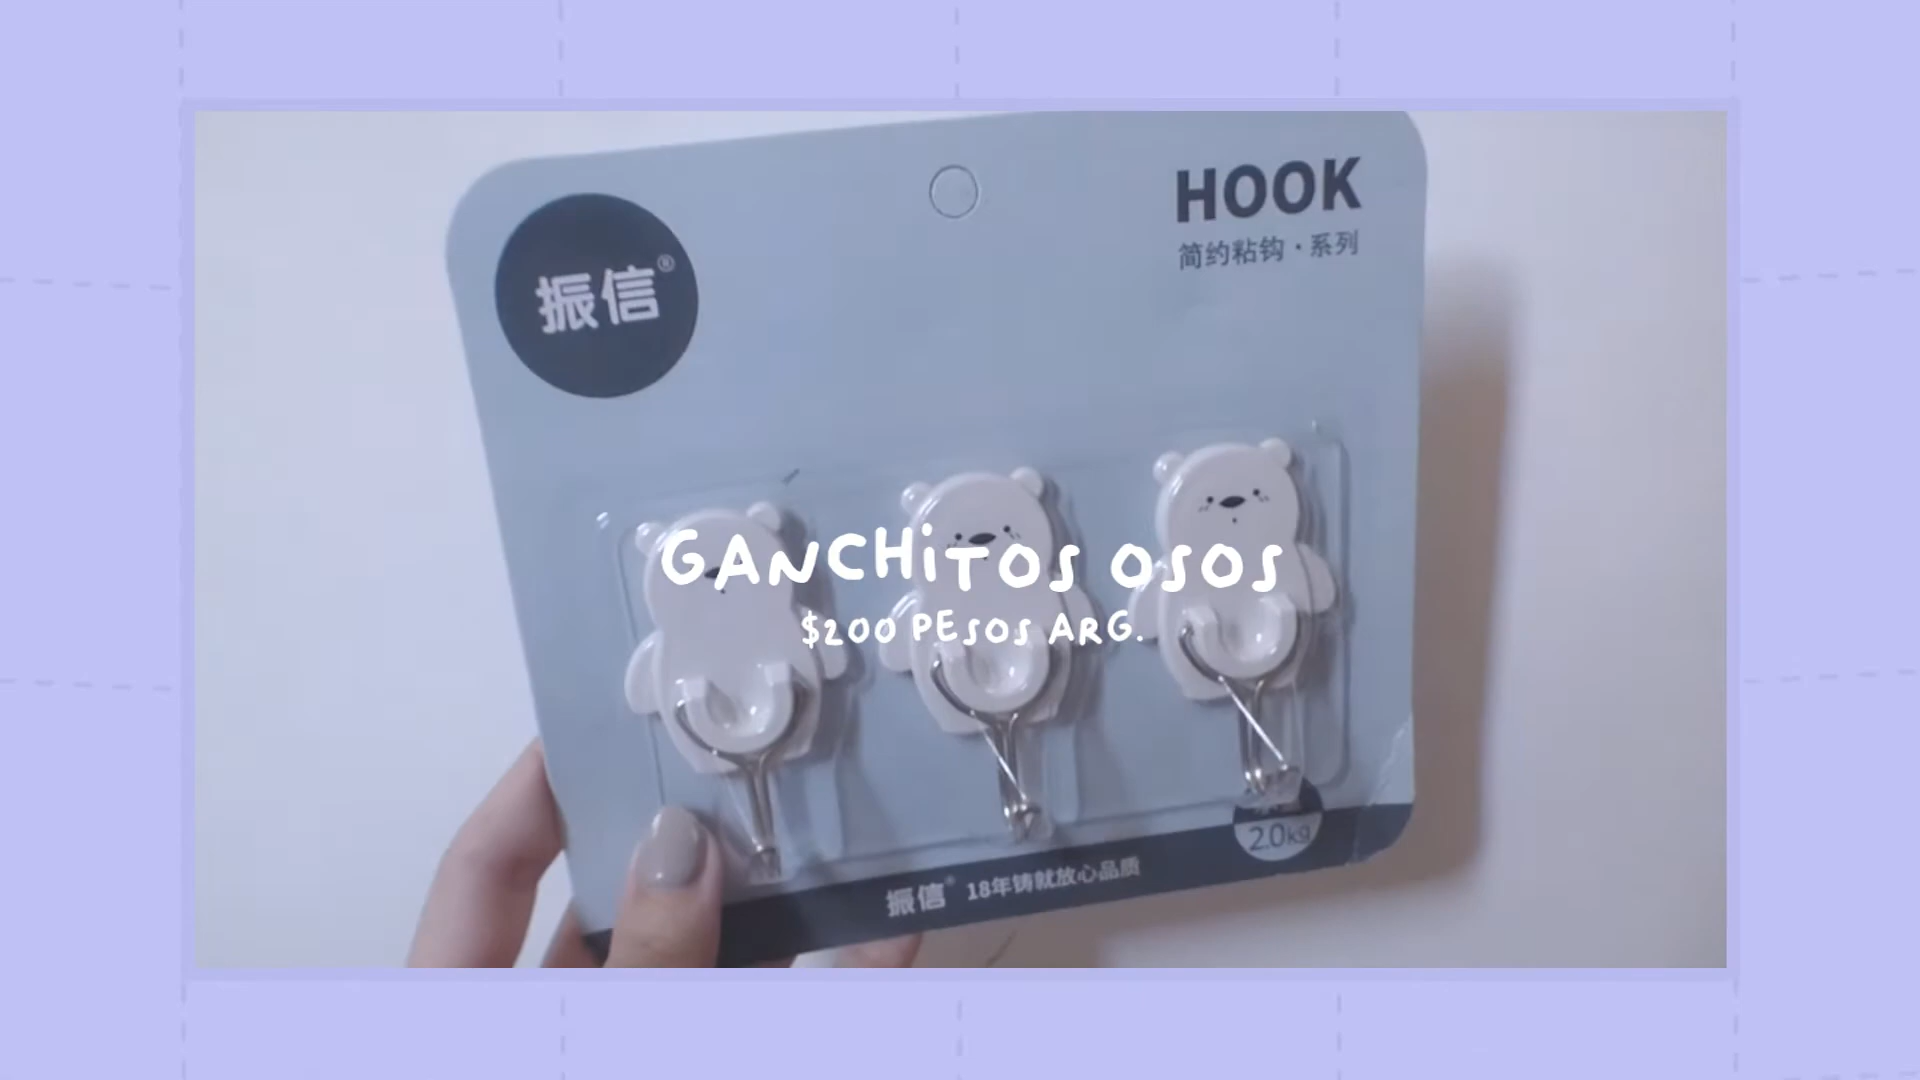 振信®
HOOK
简约粘钩·系列
GANCHiTOS OSOS
$200 PESOS ARG.
2.0kg
振信® 18年铸就放心品质